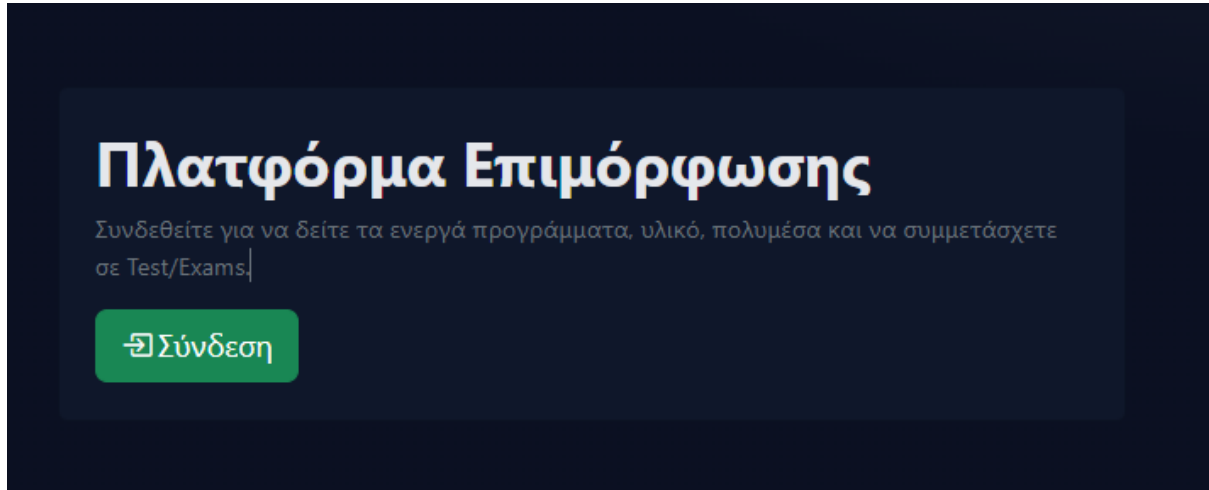 Πλατφόρμα Επιμόρφωσης
Συνδεθείτε για να δείτε τα ενεργά προγράμματα, υλικό, πολυμέσα και να συμμετάσχετε
σε Test/Exams.
Σύνδεση